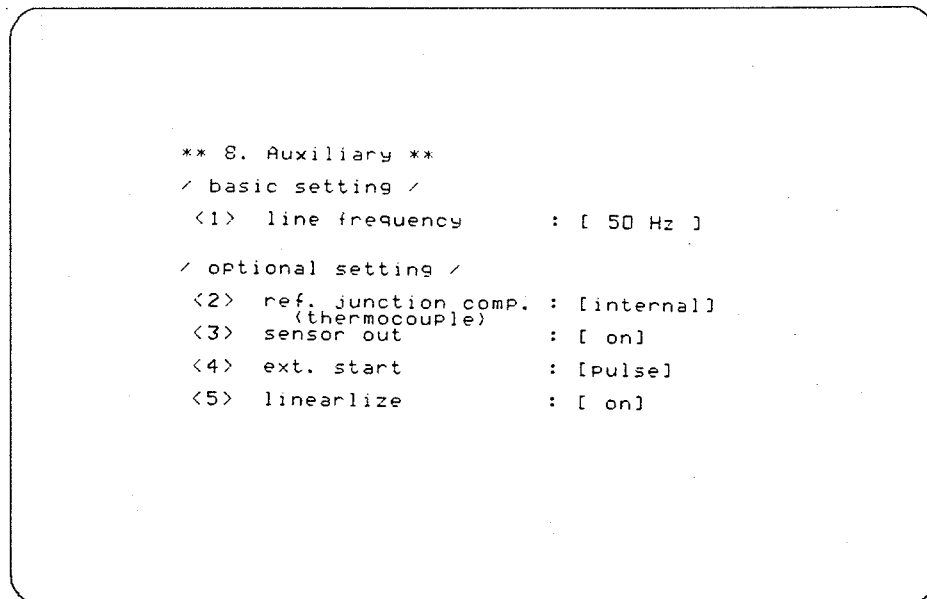 ** 8. Auxiliary **
/ basic setting /
<1> line frequency : [ 50 Hz ]
/ optional setting /
<2> ref. junction comp. : [internal]
(thermocouple)
<3> sensor out : [ on]
<4> ext. start : [pulse]
<5> linearlize : [ on]